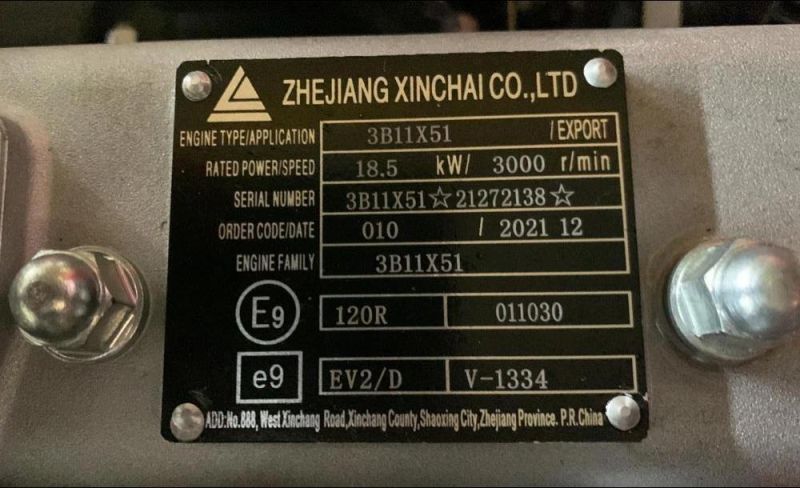 ZHEJIANG XINCHAI CO.,LTD
ENGINE TYPE/APPLICATION 3B11X51 /EXPORT
RATED POWER/SPEED 18.5 kW/ 3000 r/min
SERIAL NUMBER 3B11X51☆21272138☆
ORDER CODE/DATE 010 / 2021 12
ENGINE FAMILY 3B11X51
E9 120R 011030
e9 EV2/D V-1334
ADD:No.888, West Xinchang Road,Xinchang County,Shaoxing City,Zhejiang Province. P.R.China